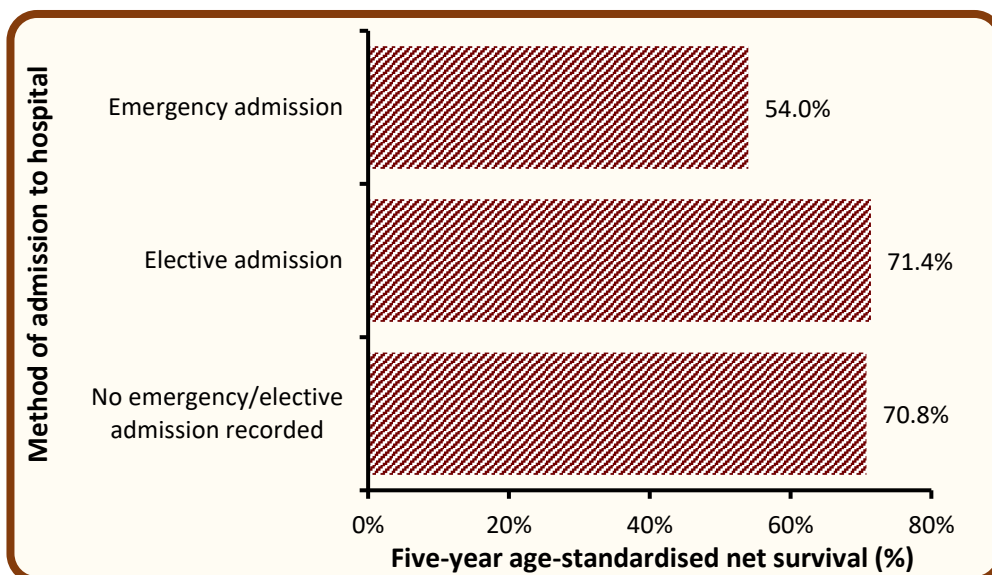 Method of admission to hospital
Emergency admission
54.0%
Elective admission
71.4%
No emergency/elective
admission recorded
70.8%
0% 20% 40% 60% 80%
Five-year age-standardised net survival (%)